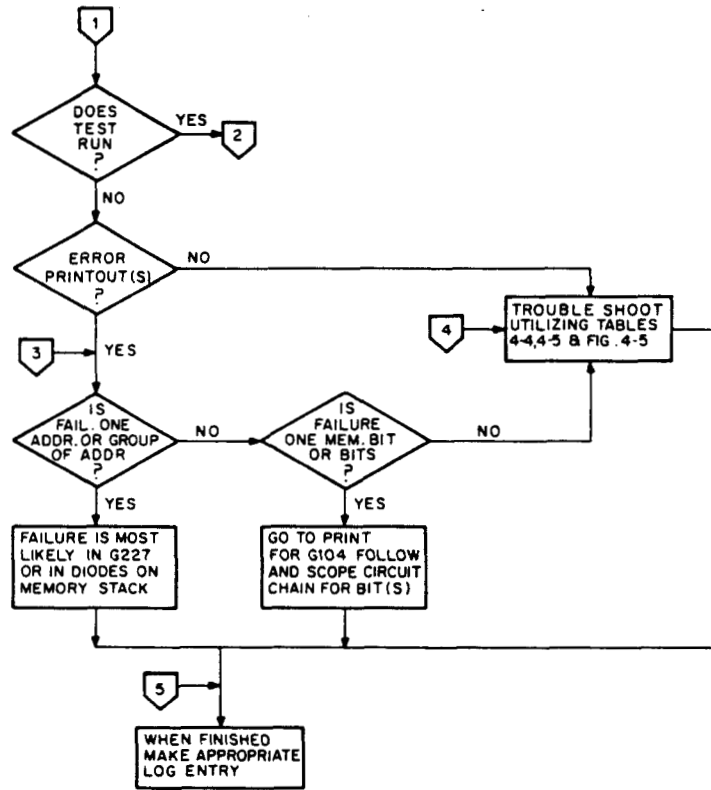 1
DOES
TEST
RUN
?
YES
2
NO
ERROR
PRINTOUT(S)
?
NO
4
TROUBLE SHOOT
UTILIZING TABLES
4-4,4-5 & FIG. 4-5
3
YES
IS
FAIL. ONE
ADDR. OR GROUP
OF ADDR
?
NO
IS
FAILURE
ONE MEM. BIT
OR BITS
?
NO
YES
YES
FAILURE IS MOST
LIKELY IN G227
OR IN DIODES ON
MEMORY STACK
GO TO PRINT
FOR G104 FOLLOW
AND SCOPE CIRCUIT
CHAIN FOR BIT(S)
5
WHEN FINISHED
MAKE APPROPRIATE
LOG ENTRY